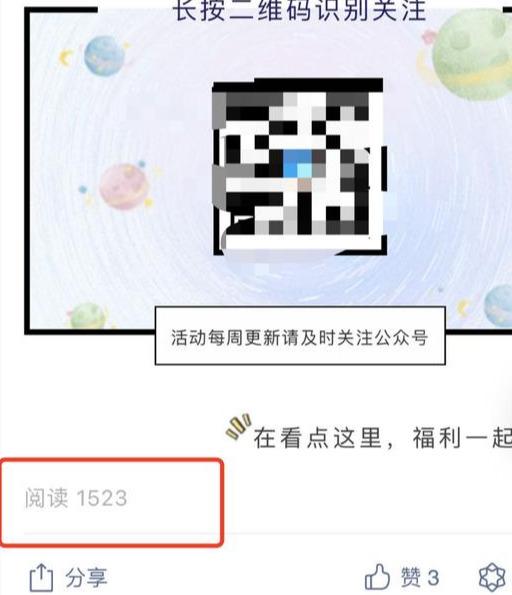 长按二维码识别关注
活动每周更新请及时关注公众号
在看点这里，福利一起
阅读 1523
分享
赞 3